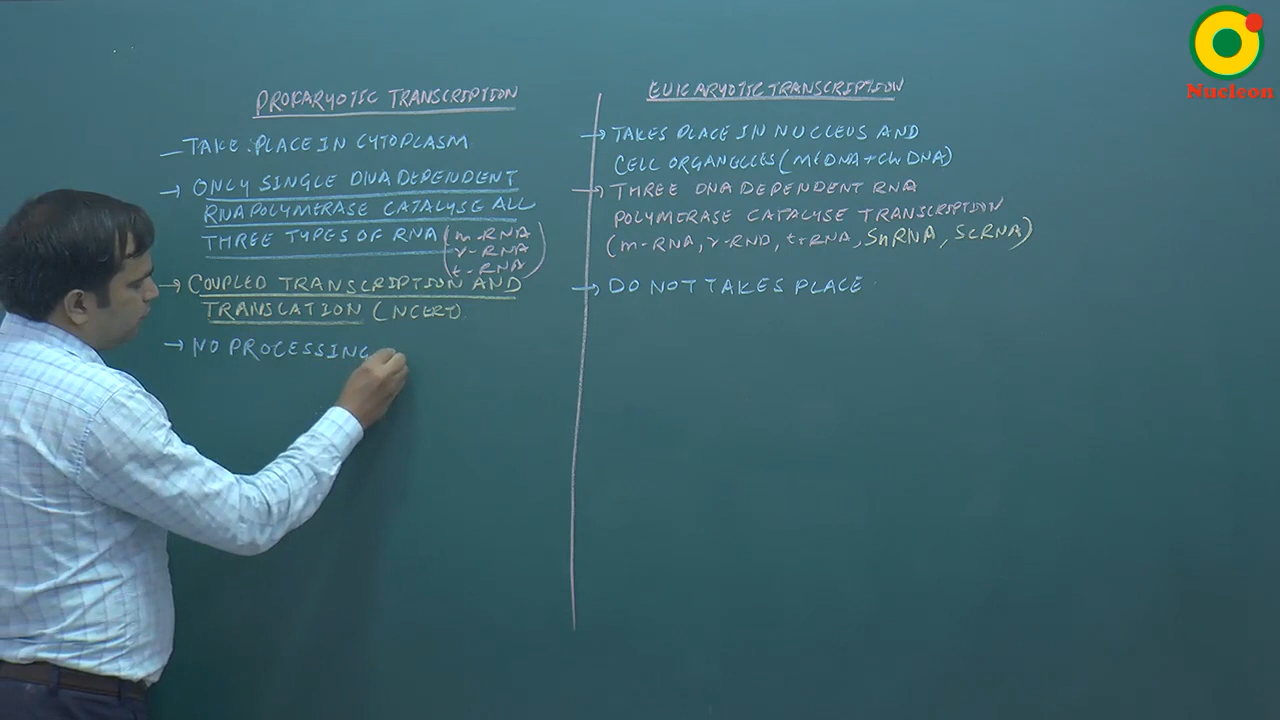 Nucleon
PROKARYOTIC TRANSCRIPTION
TAKE PLACE IN CYTOPLASM
→ ONLY SINGLE DNA DEPENDENT
RNA POLYMERASE CATALYSE ALL
THREE TYPES OF RNA (m-RNA
r-RNA
t-RNA)
→ COUPLED TRANSCRIPTION AND
TRANSLATION (NCERT)
→ NO PROCESSING
EUKARYOTIC TRANSCRIPTION
→ TAKES PLACE IN NUCLEUS AND
CELL ORGANELLES (mtDNA + ch DNA)
→ THREE DNA DEPENDENT RNA
POLYMERASE CATALYSE TRANSCRIPTION
(m-RNA, r-RNA, t-RNA, SnRNA, ScRNA)
→ DO NOT TAKES PLACE